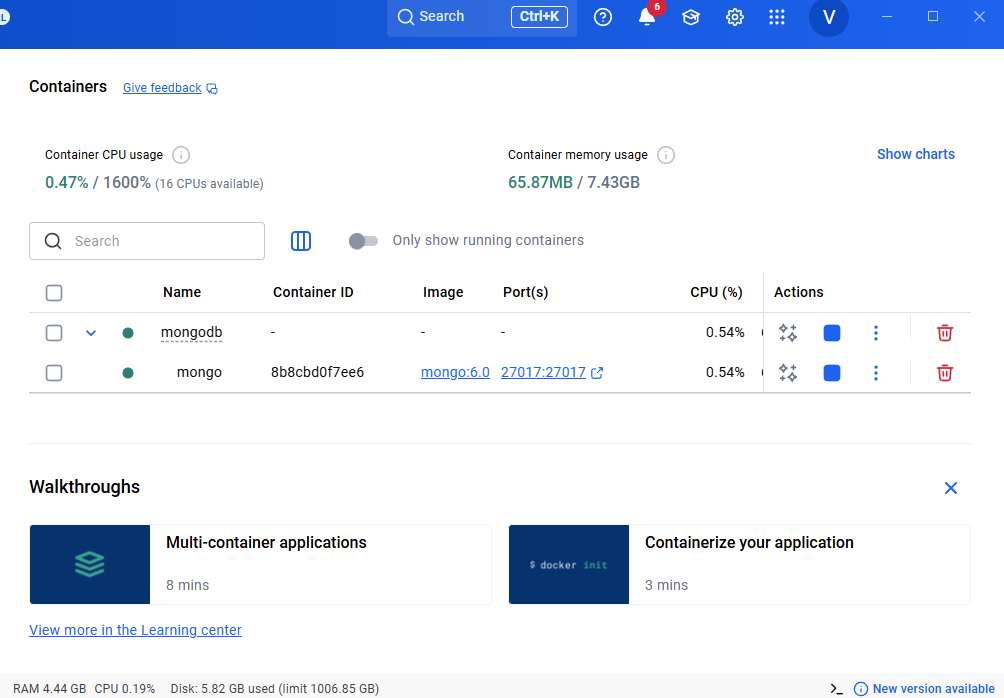 Search Ctrl+K 6 V
Containers Give feedback
Container CPU usage
0.47% / 1600% (16 CPUs available)
Container memory usage
65.87MB / 7.43GB
Show charts
Search
Only show running containers
Name Container ID Image Port(s) CPU (%) Actions
mongodb - - - 0.54%
mongo 8b8cbd0f7ee6 mongo:6.0 27017:27017 0.54%
Walkthroughs
Multi-container applications
8 mins
$ docker init
Containerize your application
3 mins
View more in the Learning center
RAM 4.44 GB CPU 0.19% Disk: 5.82 GB used (limit 1006.85 GB) New version available